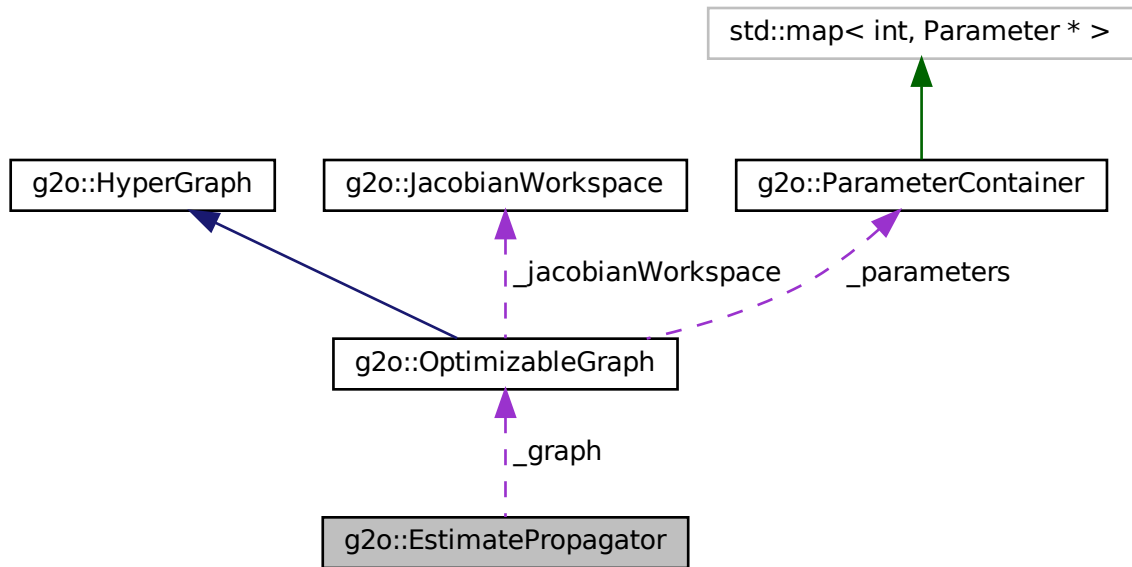 std::map< int, Parameter * >
g2o::HyperGraph
g2o::JacobianWorkspace
g2o::ParameterContainer
_jacobianWorkspace
_parameters
g2o::OptimizableGraph
_graph
g2o::EstimatePropagator